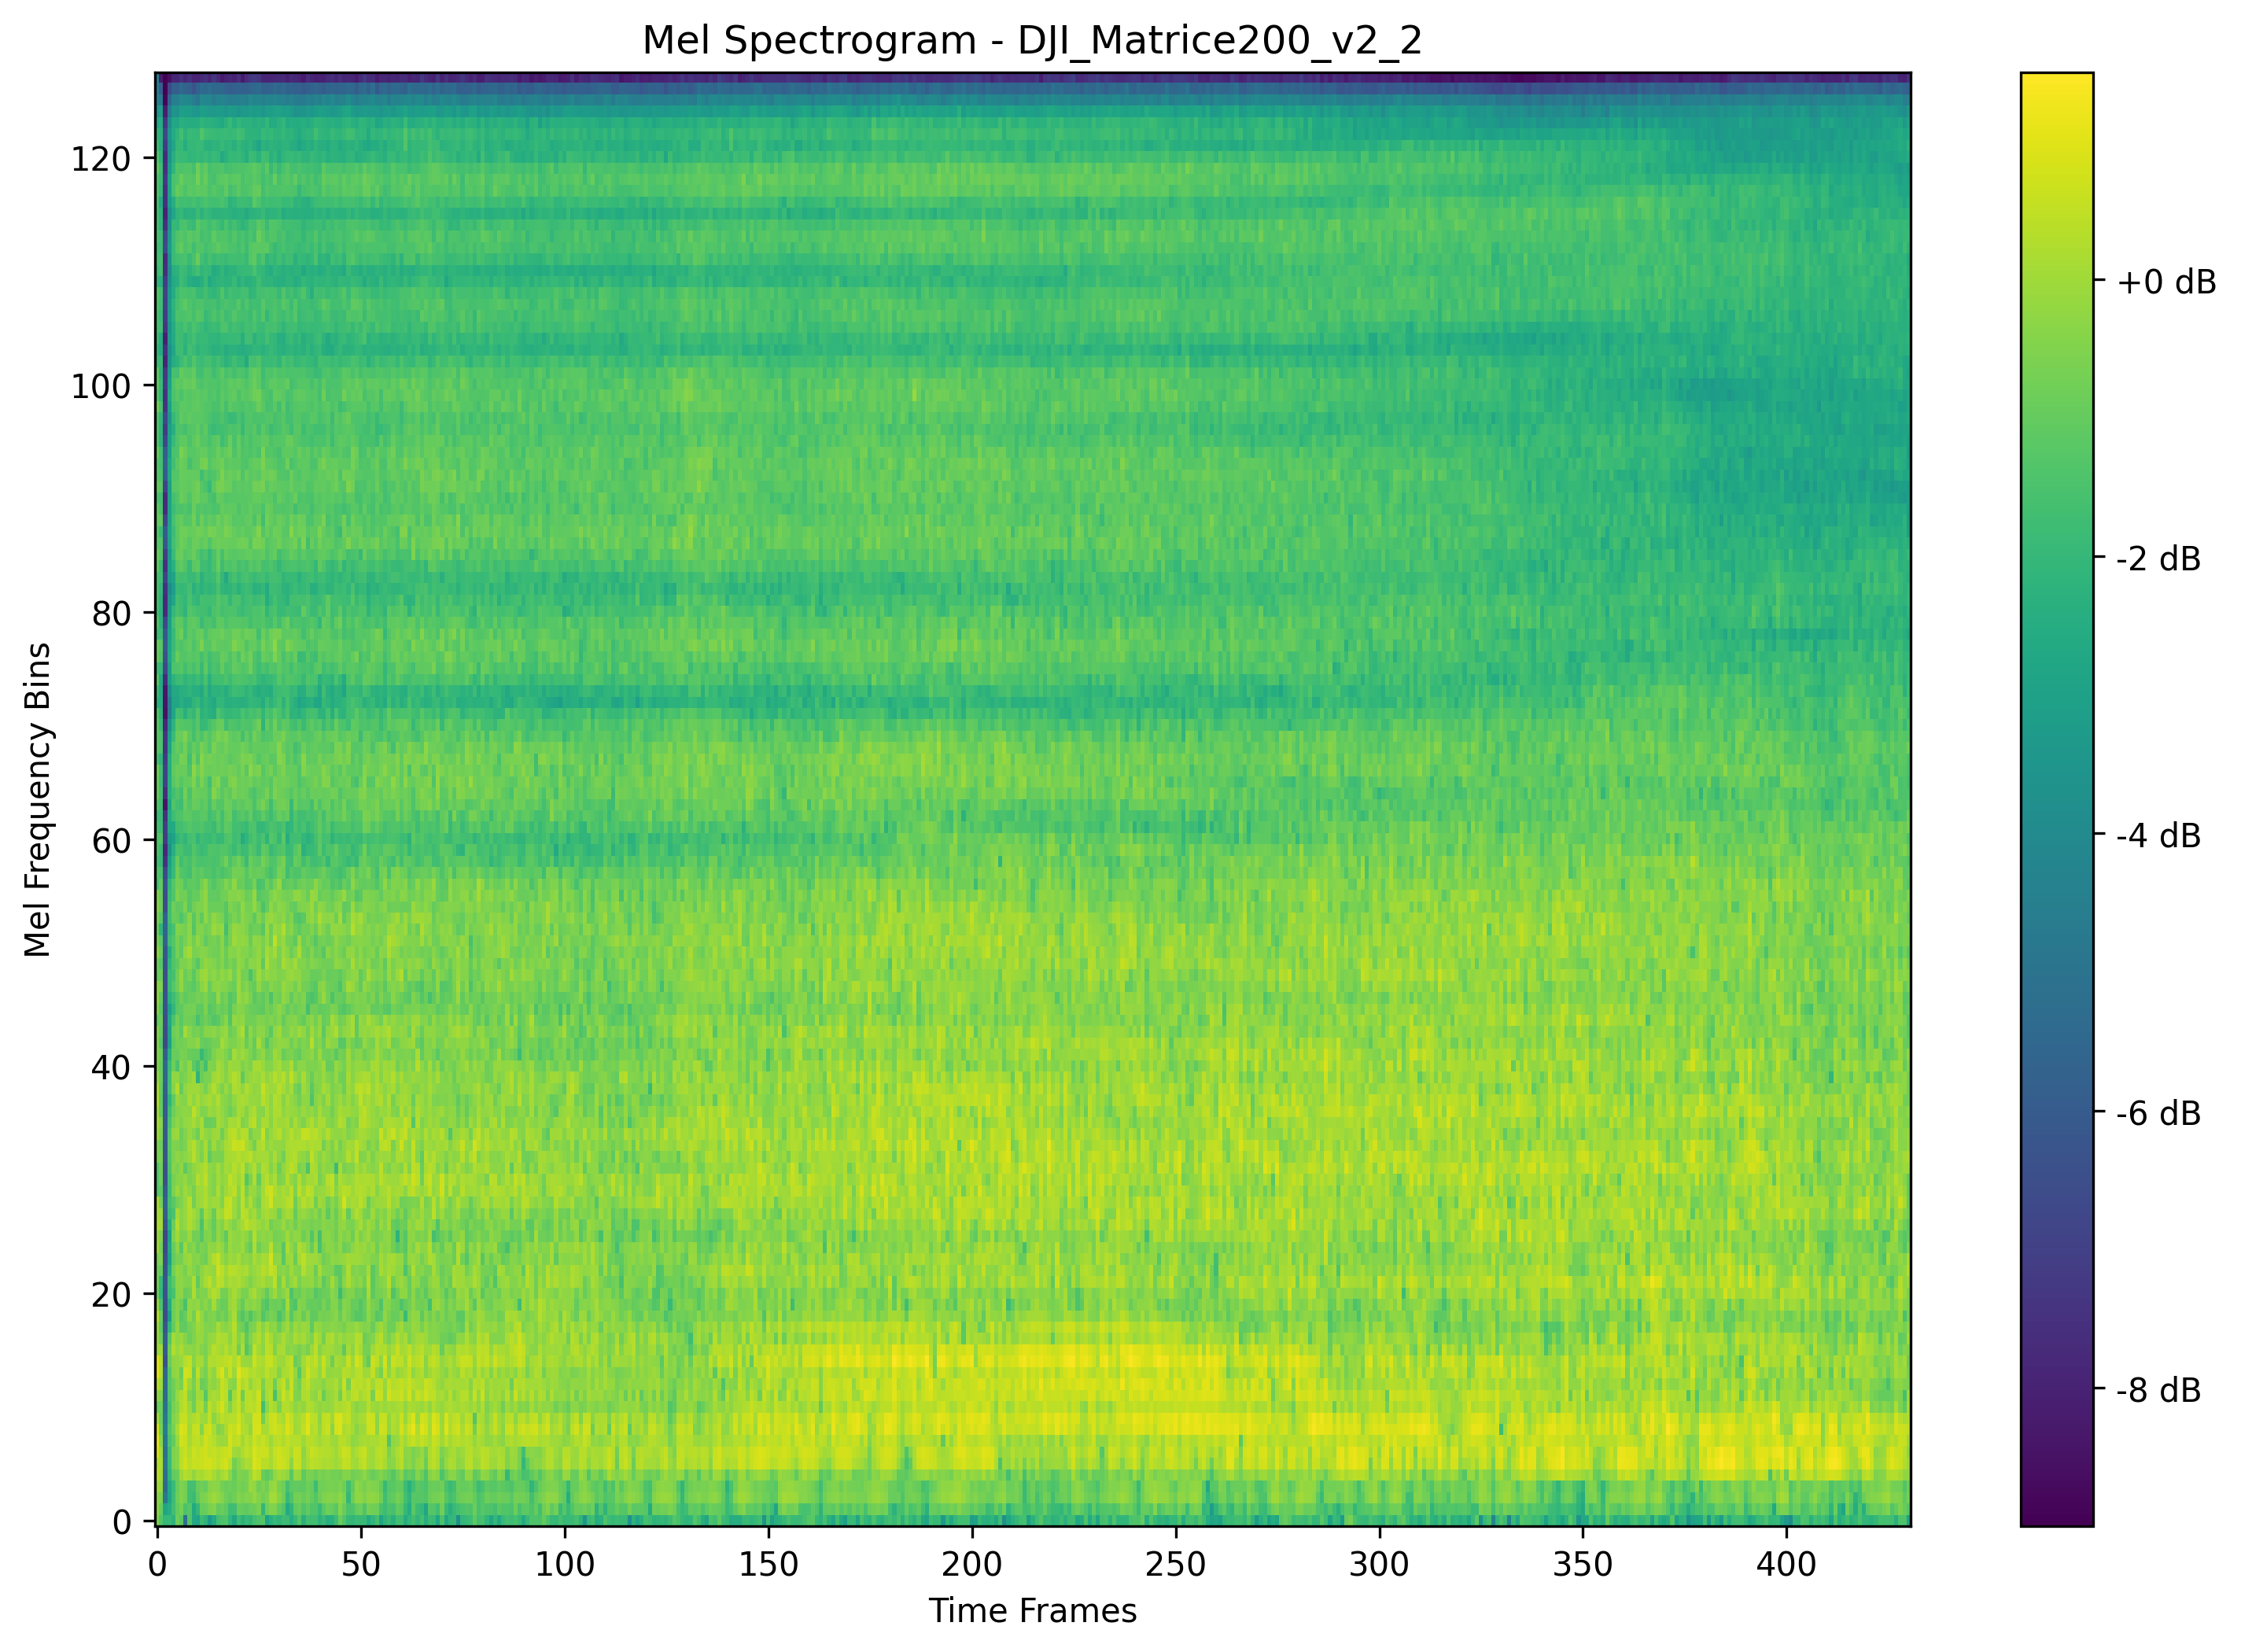 Mel Spectrogram - DJI_Matrice200_v2_2
Mel Frequency Bins
120
100
80
60
40
20
0
0 50 100 150 200 250 300 350 400
Time Frames
+0 dB
-2 dB
-4 dB
-6 dB
-8 dB